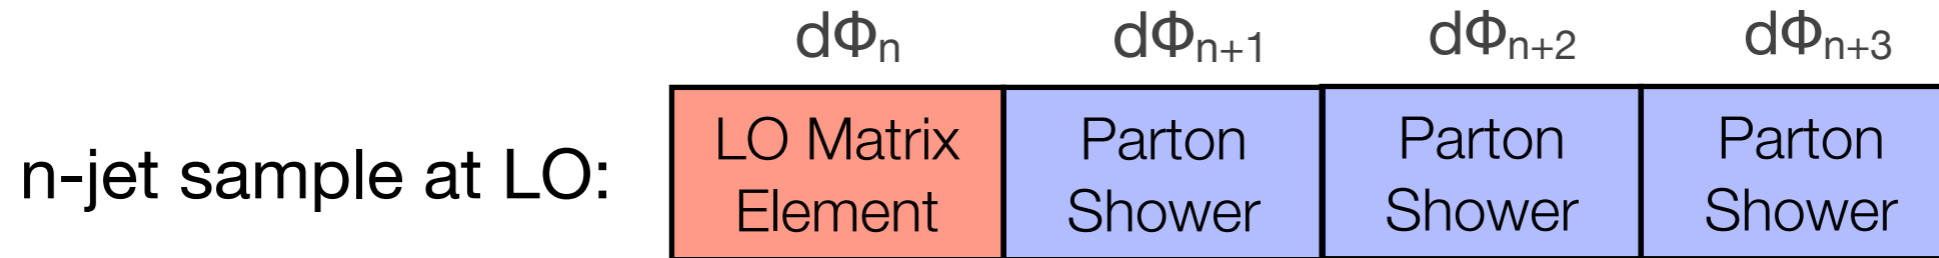 dΦₙ dΦₙ₊₁ dΦₙ₊₂ dΦₙ₊₃
n-jet sample at LO:
LO Matrix Element
Parton Shower
Parton Shower
Parton Shower